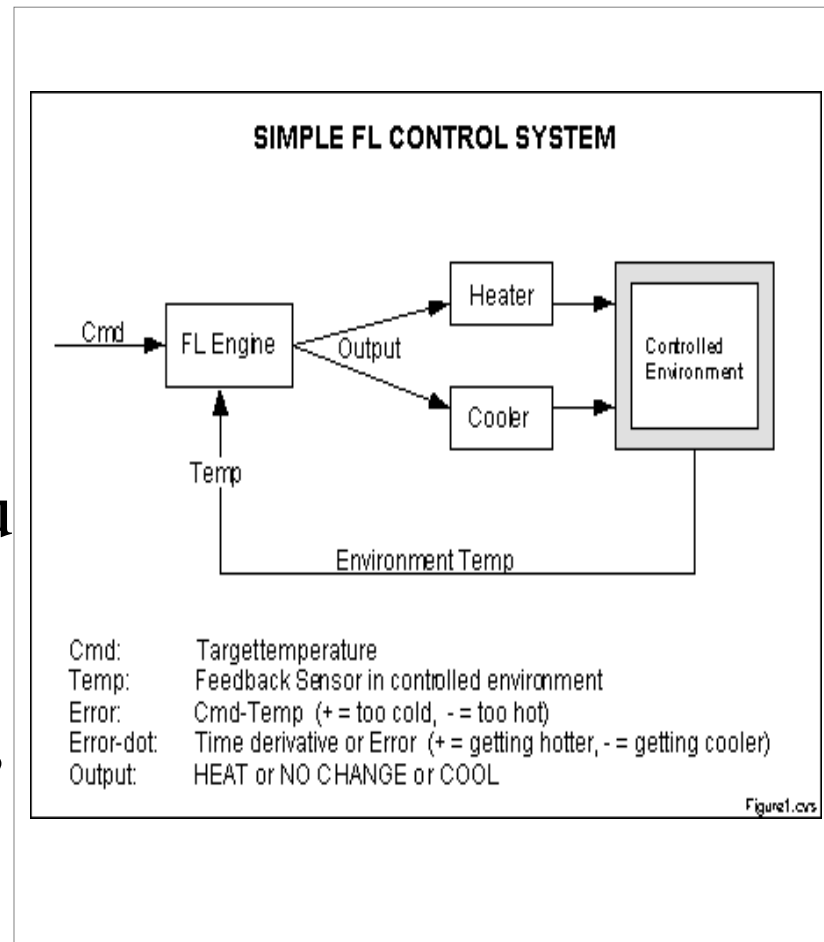 SIMPLE FL CONTROL SYSTEM
Heater
Cmd
FL Engine
Output
Controlled
Environment
Cooler
Temp
Environment Temp
Cmd: Targettemperature
Temp: Feedback Sensor in controlled environment
Error: Cmd-Temp (+ = too cold, - = too hot)
Error-dot: Time derivative or Error (+ = getting hotter, - = getting cooler)
Output: HEAT or NO CHANGE or COOL
Figure1.cvs